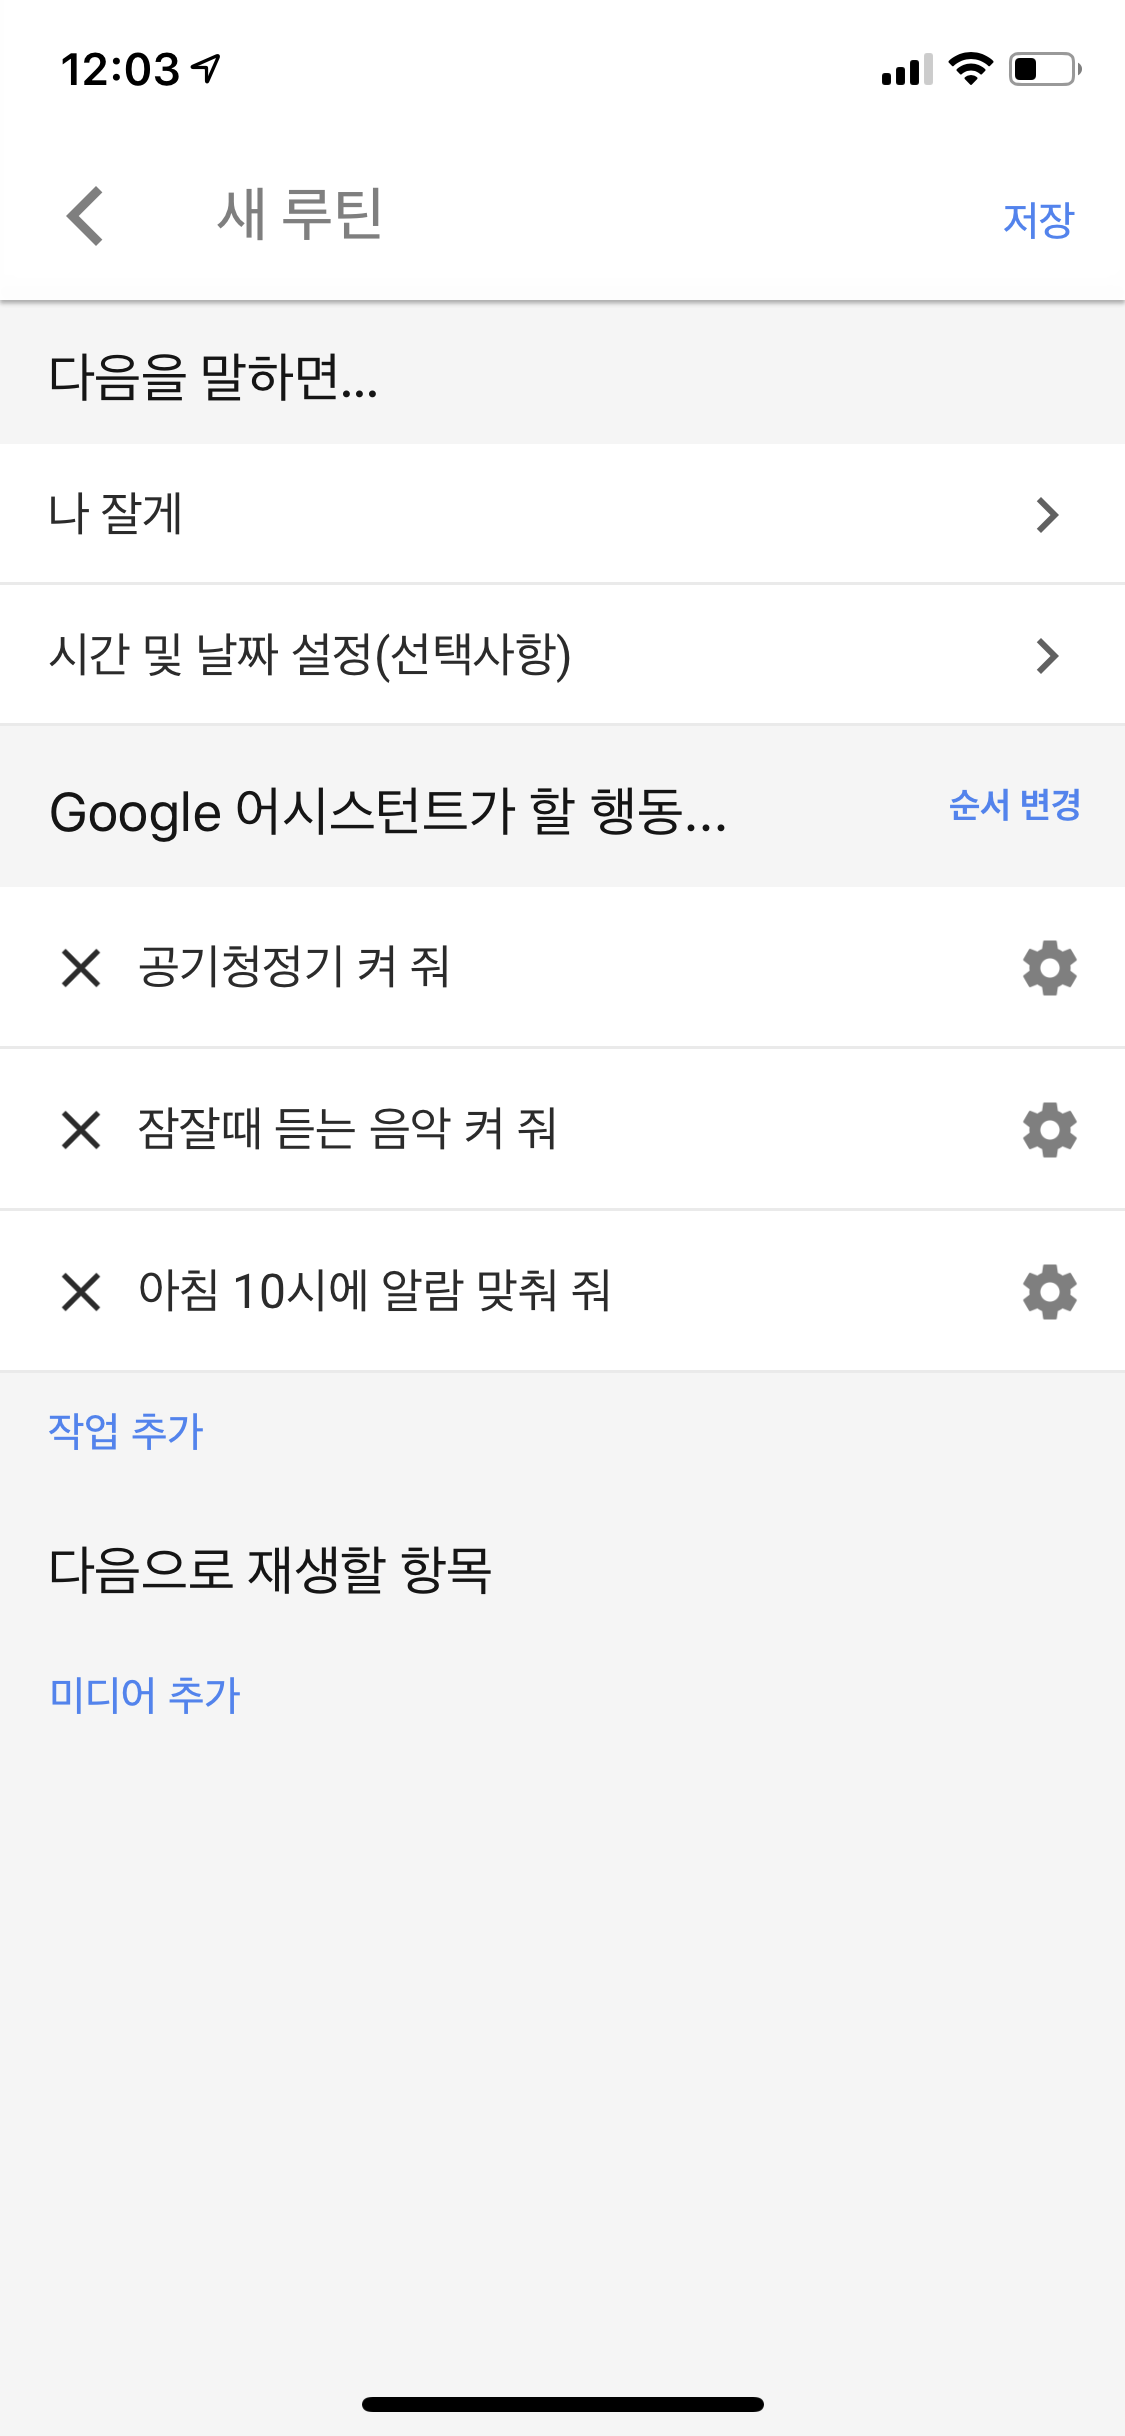 12:03
새 루틴
저장
다음을 말하면...
나 잘게
시간 및 날짜 설정(선택사항)
Google 어시스턴트가 할 행동...
순서 변경
공기청정기 켜 줘
잠잘때 듣는 음악 켜 줘
아침 10시에 알람 맞춰 줘
작업 추가
다음으로 재생할 항목
미디어 추가